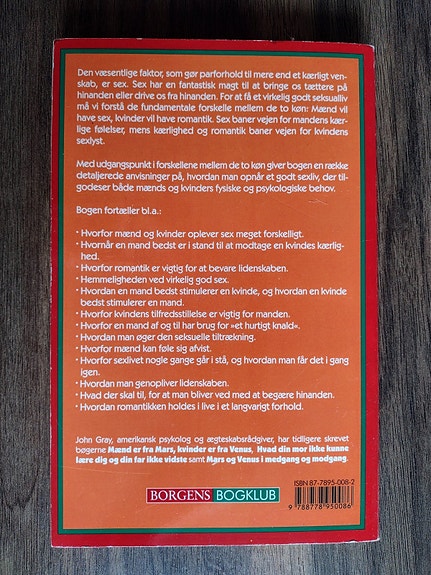 Den væsentlige faktor, som gør parforhold til mere end et kærligt ven-
skab, er sex. Sex har en fantastisk magt til at bringe os tættere på
hinanden eller drive os fra hinanden. For at få et virkelig godt seksualliv
må vi forstå de fundamentale forskelle mellem de to køn: Mænd vil
have sex, kvinder vil have romantik. Sex baner vejen for mandens kær-
lige følelser, mens kærlighed og romantik baner vejen for kvindens
sexlyst.
Med udgangspunkt i forskellene mellem de to køn giver bogen en række
detaljerede anvisninger på, hvordan man opnår et godt sexliv, der til-
godeser både mænds og kvinders fysiske og psykologiske behov.
Bogen fortæller bl.a.:
· Hvorfor mænd og kvinder oplever sex meget forskelligt.
· Hvornår en mand bedst er i stand til at modtage en kvindes kærlig-
hed.
· Hvorfor romantik er vigtig for at bevare lidenskaben.
· Hemmeligheden ved virkelig god sex.
· Hvordan en mand bedst stimulerer en kvinde, og hvordan en kvinde
bedst stimulerer en mand.
· Hvorfor kvindens tilfredsstillelse er vigtig for manden.
· Hvorfor en mand af og til har brug for »et hurtigt knald«.
· Hvordan man øger den seksuelle tiltrækning.
· Hvorfor mænd kan føle sig afvist.
· Hvorfor sexlivet nogle gange går i stå, og hvordan man får det i gang
igen.
· Hvordan man genopliver lidenskaben.
· Hvad der skal til, for at man bliver ved med at begære hinanden.
· Hvordan romantikken holdes i live i et langvarigt forhold.
John Gray, amerikansk psykolog og ægteskabsrådgiver, har tidligere skrevet
bøgerne Mænd er fra Mars, kvinder er fra Venus, Hvad din mor ikke kunne
lære dig og din far ikke vidste samt Mars og Venus i medgang og modgang.
BORGENS BOGKLUB
ISBN 87-7895-008-2
9 788778 950086